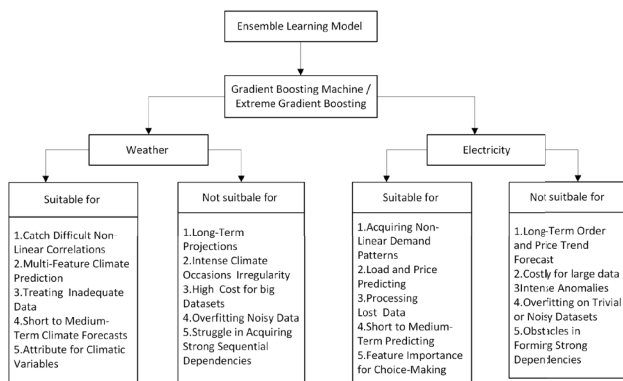 Ensemble Learning Model
Gradient Boosting Machine /
Extreme Gradient Boosting
Weather
Electricity
Suitable for
1.Catch Difficult Non-
Linear Correlations
2.Multi-Feature Climate
Prediction
3.Treating Inadequate
Data
4.Short to Medium-
Term Climate Forecasts
5.Attribute for Climatic
Variables
Not suitbale for
1.Long-Term
Projections
2.Intense Climate
Occasions Irregularity
3.High Cost for big
Datasets
4.Overfitting Noisy Data
5.Struggle in Acquiring
Strong Sequential
Dependencies
Suitable for
1.Acquiring Non-
Linear Demand
Patterns
2.Load and Price
Predicting
3.Processing
Lost Data
4.Short to Medium-
Term Predicting
5.Feature Importance
for Choice-Making
Not suitbale for
1.Long-Term Order
and Price Trend
Forecast
2.Costly for large data
3Intense Anomalies
4.Overfitting on Trivial
or Noisy Datasets
5.Obstacles in
Forming Strong
Dependencies